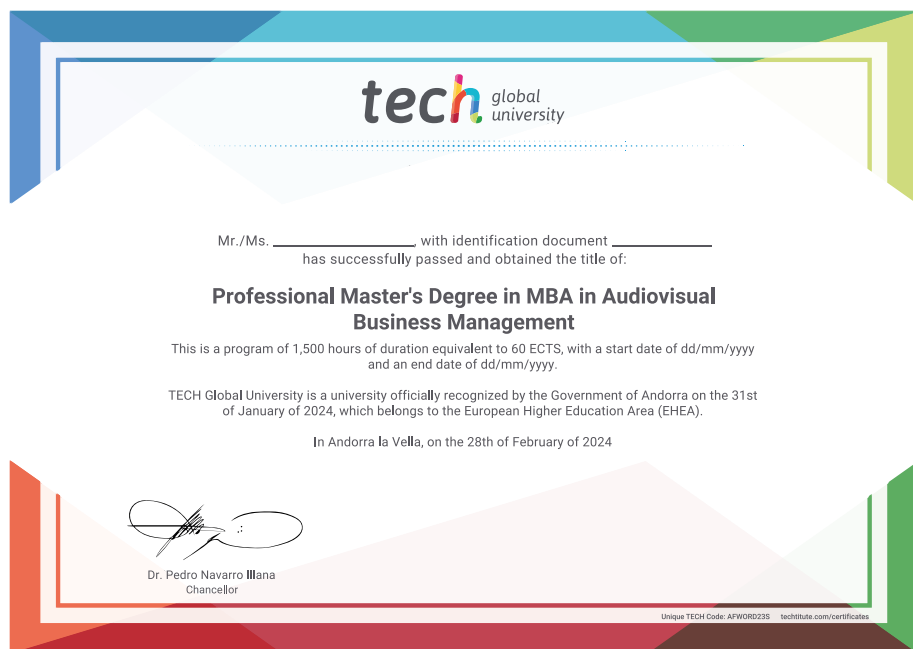 tech global university
Mr./Ms. ____________, with identification document ____________
has successfully passed and obtained the title of:
Professional Master's Degree in MBA in Audiovisual
Business Management
This is a program of 1,500 hours of duration equivalent to 60 ECTS, with a start date of dd/mm/yyyy
and an end date of dd/mm/yyyy.
TECH Global University is a university officially recognized by the Government of Andorra on the 31st
of January of 2024, which belongs to the European Higher Education Area (EHEA).
In Andorra la Vella, on the 28th of February of 2024
Dr. Pedro Navarro Illana
Chancellor
Unique TECH Code: AFWORD23S techtitute.com/certificates